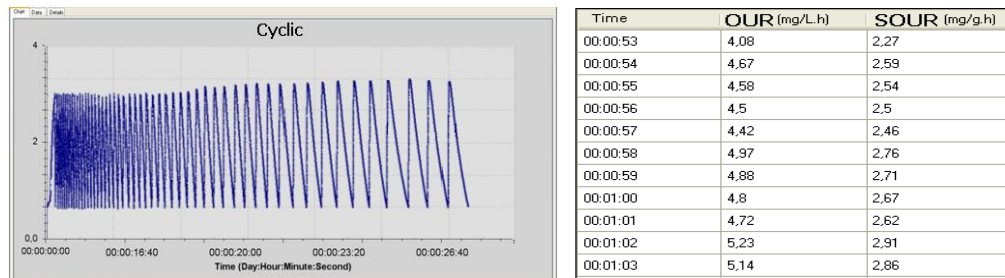 Chart Data Details
Cyclic
4
2
0,0
00:00:00:00 00:00:16:40 00:00:20:00 00:00:23:20 00:00:26:40
Time (Day:Hour:Minute:Second)
Time OUR (mg/L.h) SOUR (mg/g.h)
00:00:53 4,08 2,27
00:00:54 4,67 2,59
00:00:55 4,58 2,54
00:00:56 4,5 2,5
00:00:57 4,42 2,46
00:00:58 4,97 2,76
00:00:59 4,88 2,71
00:01:00 4,8 2,67
00:01:01 4,72 2,62
00:01:02 5,23 2,91
00:01:03 5,14 2,86